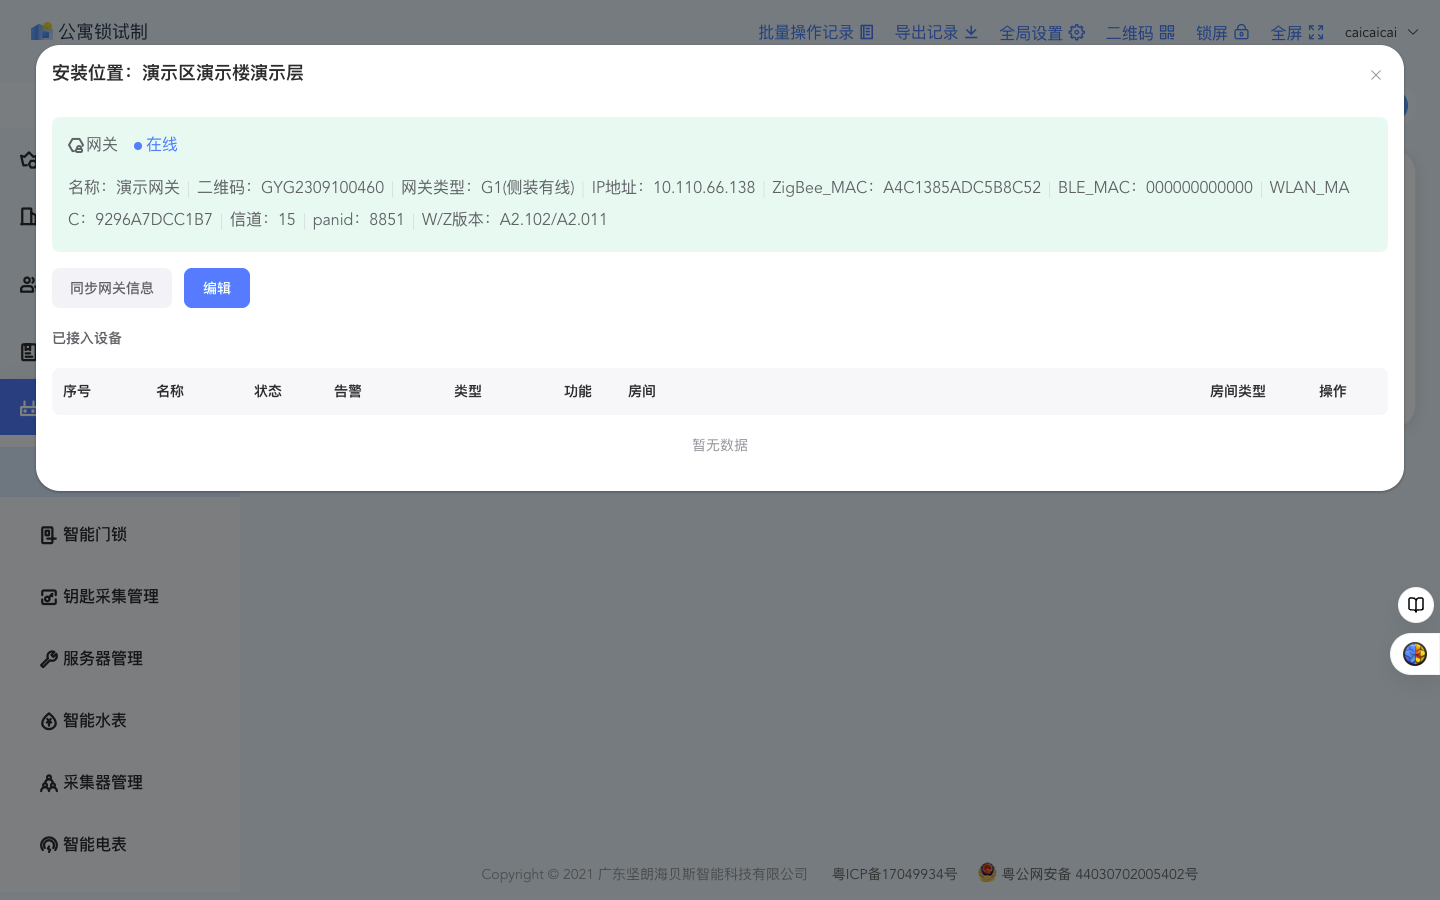 公寓锁试制
批量操作记录 导出记录 全局设置 二维码 锁屏 全屏 caicaicai
安装位置：演示区演示楼演示层
网关 在线
名称：演示网关 二维码：GYG2309100460 网关类型：G1(侧装有线) IP地址：10.110.66.138 ZigBee_MAC：A4C1385ADC5B8C52 BLE_MAC：000000000000 WLAN_MA
C：9296A7DCC1B7 信道：15 panid：8851 W/Z版本：A2.102/A2.011
同步网关信息 编辑
已接入设备
序号 名称 状态 告警 类型 功能 房间 房间类型 操作
暂无数据
智能门锁
钥匙采集管理
服务器管理
智能水表
采集器管理
智能电表
Copyright © 2021 广东坚朗海贝斯智能科技有限公司 粤ICP备17049934号 粤公网安备 44030702005402号